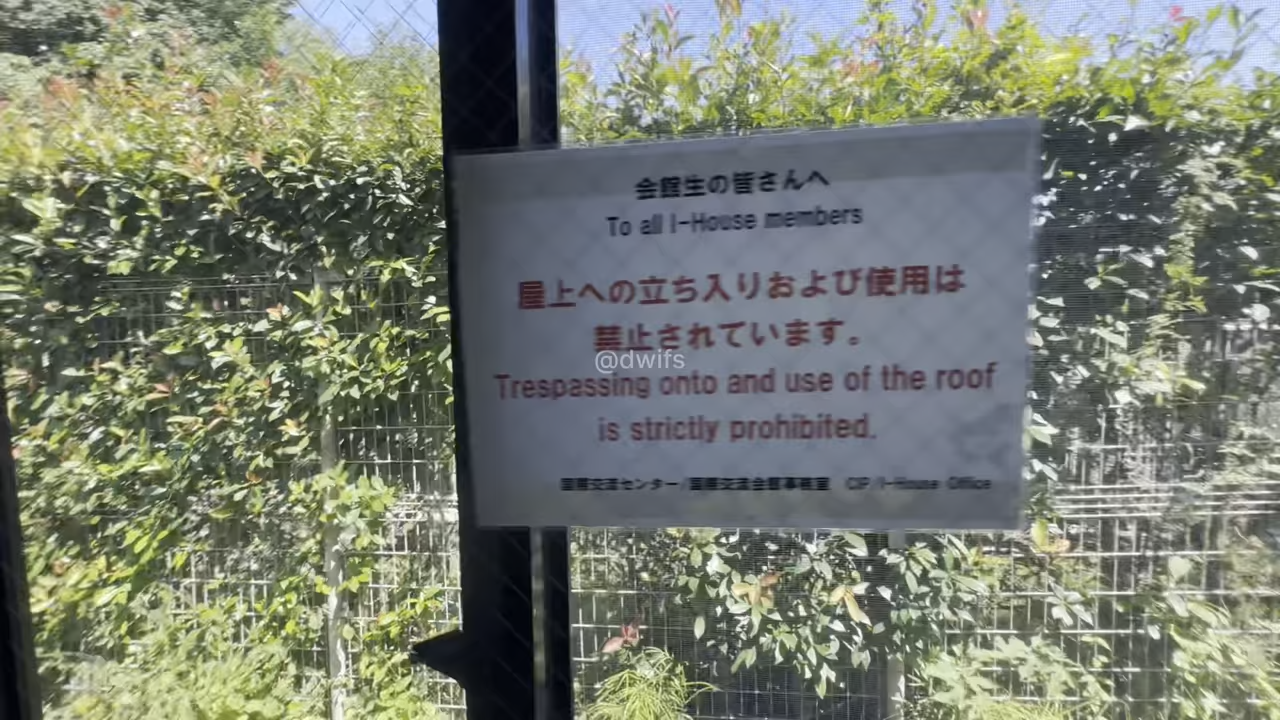 会館生の皆さんへ
To all I-House members
屋上への立ち入りおよび使用は
禁止されています。
@dwifs
Trespassing onto and use of the roof
is strictly prohibited.
国際交流センター/国際交流会館事務室 CIP/I-House Office